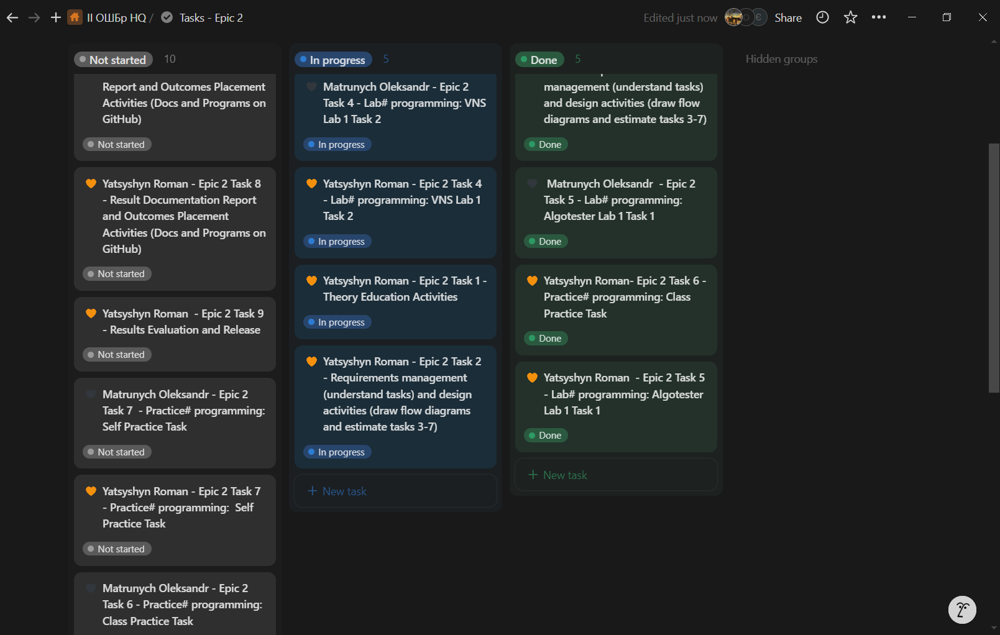 II ОШБр HQ / Tasks - Epic 2
Edited just now
Share
Not started 10
Report and Outcomes Placement
Activities (Docs and Programs on
GitHub)
Not started
Yatsyshyn Roman - Epic 2 Task 8
- Result Documentation Report
and Outcomes Placement
Activities (Docs and Programs on
GitHub)
Not started
Yatsyshyn Roman - Epic 2 Task 9
- Results Evaluation and Release
Not started
Matrunych Oleksandr - Epic 2
Task 7 - Practice# programming:
Self Practice Task
Not started
Yatsyshyn Roman - Epic 2 Task 7
- Practice# programming: Self
Practice Task
Not started
Matrunych Oleksandr - Epic 2
Task 6 - Practice# programming:
Class Practice Task
In progress 5
Matrunych Oleksandr - Epic 2
Task 4 - Lab# programming: VNS
Lab 1 Task 2
In progress
Yatsyshyn Roman - Epic 2 Task 4
- Lab# programming: VNS Lab 1
Task 2
In progress
Yatsyshyn Roman - Epic 2 Task 1 -
Theory Education Activities
In progress
Yatsyshyn Roman - Epic 2 Task 2
- Requirements management
(understand tasks) and design
activities (draw flow diagrams
and estimate tasks 3-7)
In progress
+ New task
Done 5
management (understand tasks)
and design activities (draw flow
diagrams and estimate tasks 3-7)
Done
Matrunych Oleksandr - Epic 2
Task 5 - Lab# programming:
Algotester Lab 1 Task 1
Done
Yatsyshyn Roman- Epic 2 Task 6 -
Practice# programming: Class
Practice Task
Done
Yatsyshyn Roman - Epic 2 Task 5
- Lab# programming: Algotester
Lab 1 Task 1
Done
+ New task
Hidden groups